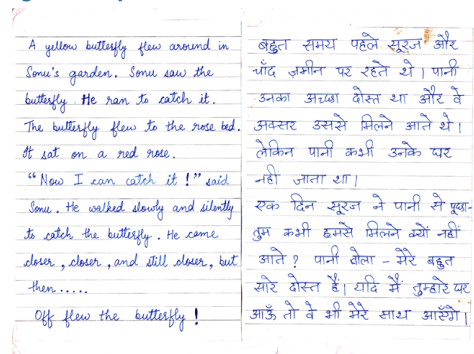 A yellow butterfly flew around in
Sonu's garden. Sonu saw the
butterfly. He ran to catch it.
The butterfly flew to the rose bed.
It sat on a red rose.
"Now I can catch it!" said
Sonu. He walked slowly and silently
to catch the butterfly. He came
closer, closer, and still closer, but
then.....
Off flew the butterfly!
बहुत समय पहले सूरज और
चाँद ज़मीन पर रहते थे। पानी
उनका अच्छा दोस्त था और वे
अक्सर उससे मिलने आते थे।
लेकिन पानी कभी उनके घर
नहीं जाता था।
एक दिन सूरज ने पानी से पूछा-
तुम कभी हमसे मिलने क्यों नहीं
आते? पानी बोला - मेरे बहुत
सारे दोस्त हैं। यदि मैं तुम्हारे घर
आऊँ तो वे भी मेरे साथ आएँगे।